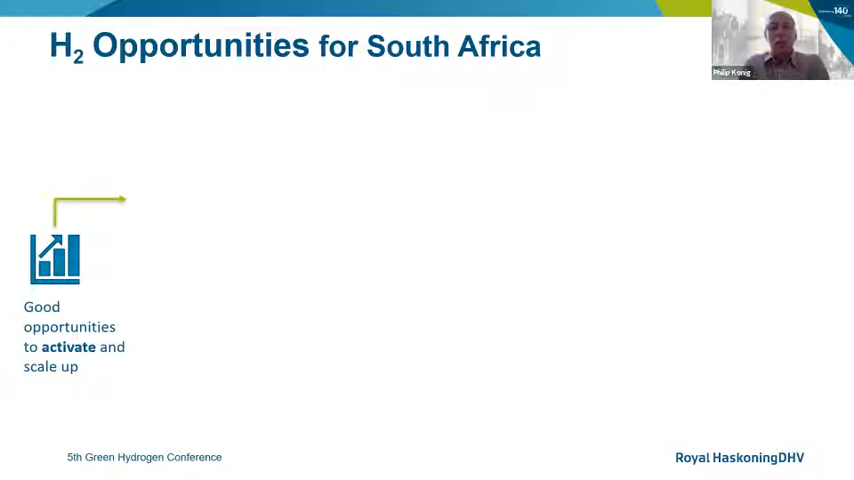 H2 Opportunities for South Africa
140
Philip Konig
Good
opportunities
to activate and
scale up
5th Green Hydrogen Conference
Royal HaskoningDHV